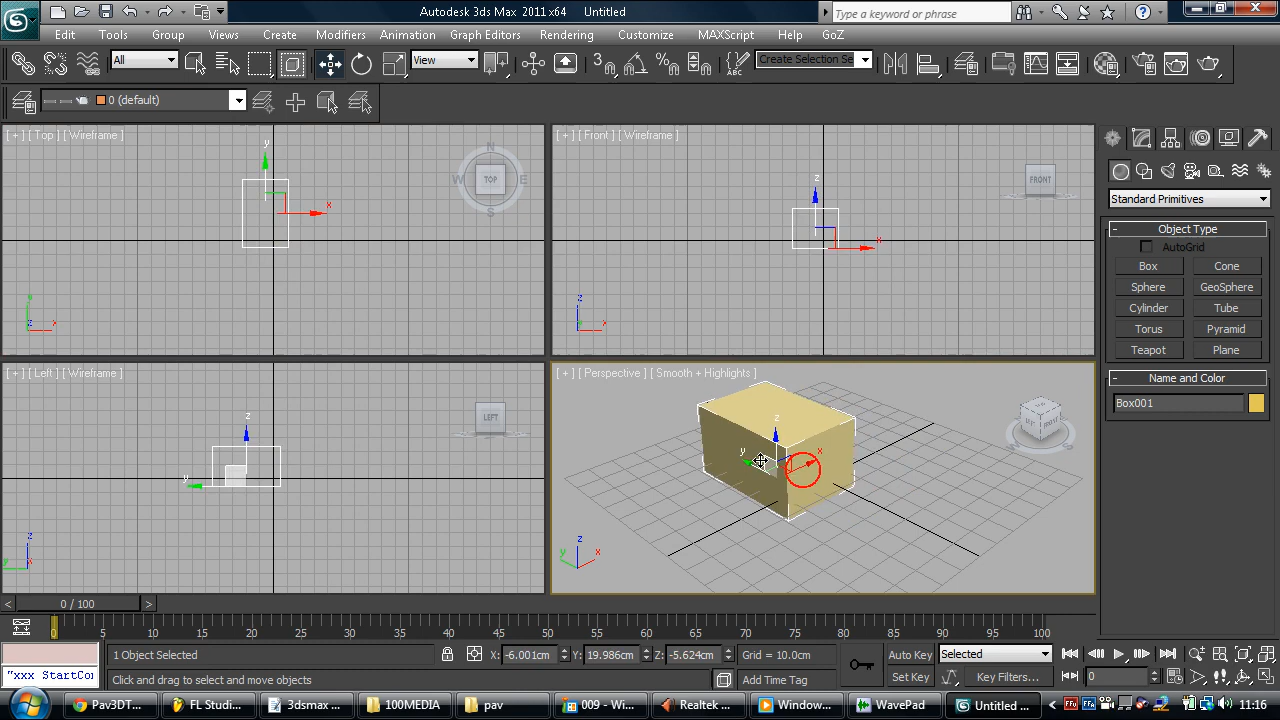 Autodesk 3ds Max 2011 x64 Untitled
Type a keyword or phrase
Edit Tools Group Views Create Modifiers Animation Graph Editors Rendering Customize MAXScript Help GoZ
All View Create Selection Se
0 (default)
[ + ] [ Top ] [ Wireframe ]
[ + ] [ Front ] [ Wireframe ]
y x N W TOP E S
z x FRONT
Standard Primitives
- Object Type
AutoGrid
Box Cone
Sphere GeoSphere
Cylinder Tube
Torus Pyramid
Teapot Plane
- Name and Color
Box001
[ + ] [ Left ] [ Wireframe ]
[ + ] [ Perspective ] [ Smooth + Highlights ]
z y LEFT
z y x
< 0 / 100 >
0 5 10 15 20 25 30 35 40 45 50 55 60 65 70 75 80 85 90 95 100
1 Object Selected X: -6.001cm Y: 19.986cm Z: -5.624cm Grid = 10.0cm Auto Key Selected
"xxx StartCo Click and drag to select and move objects Add Time Tag Set Key Key Filters... 0
Pav3DT... FL Studi... 3dsma... E:00MEDIA pav 009 - Wi... Realtek ... Window... WavePad Untitled ... 11:16